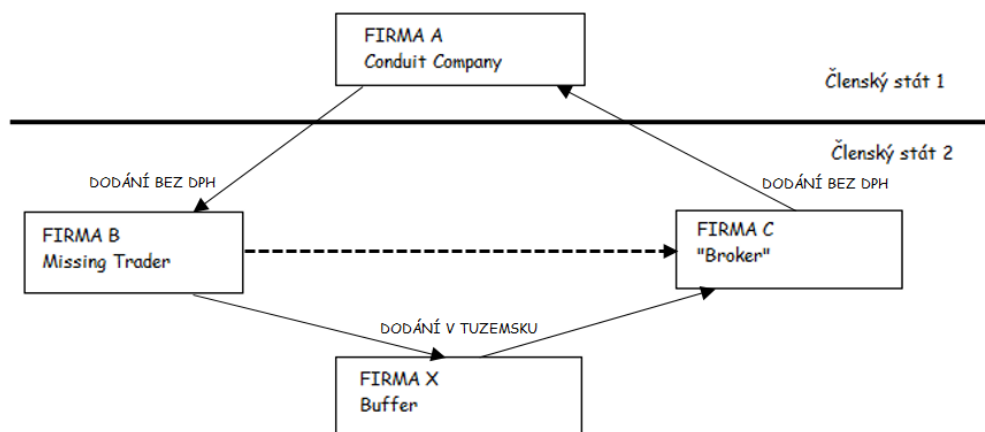 FIRMA A
Conduit Company
Členský stát 1
Členský stát 2
DODÁNÍ BEZ DPH
DODÁNÍ BEZ DPH
FIRMA B
Missing Trader
FIRMA C
"Broker"
DODÁNÍ V TUZEMSKU
FIRMA X
Buffer